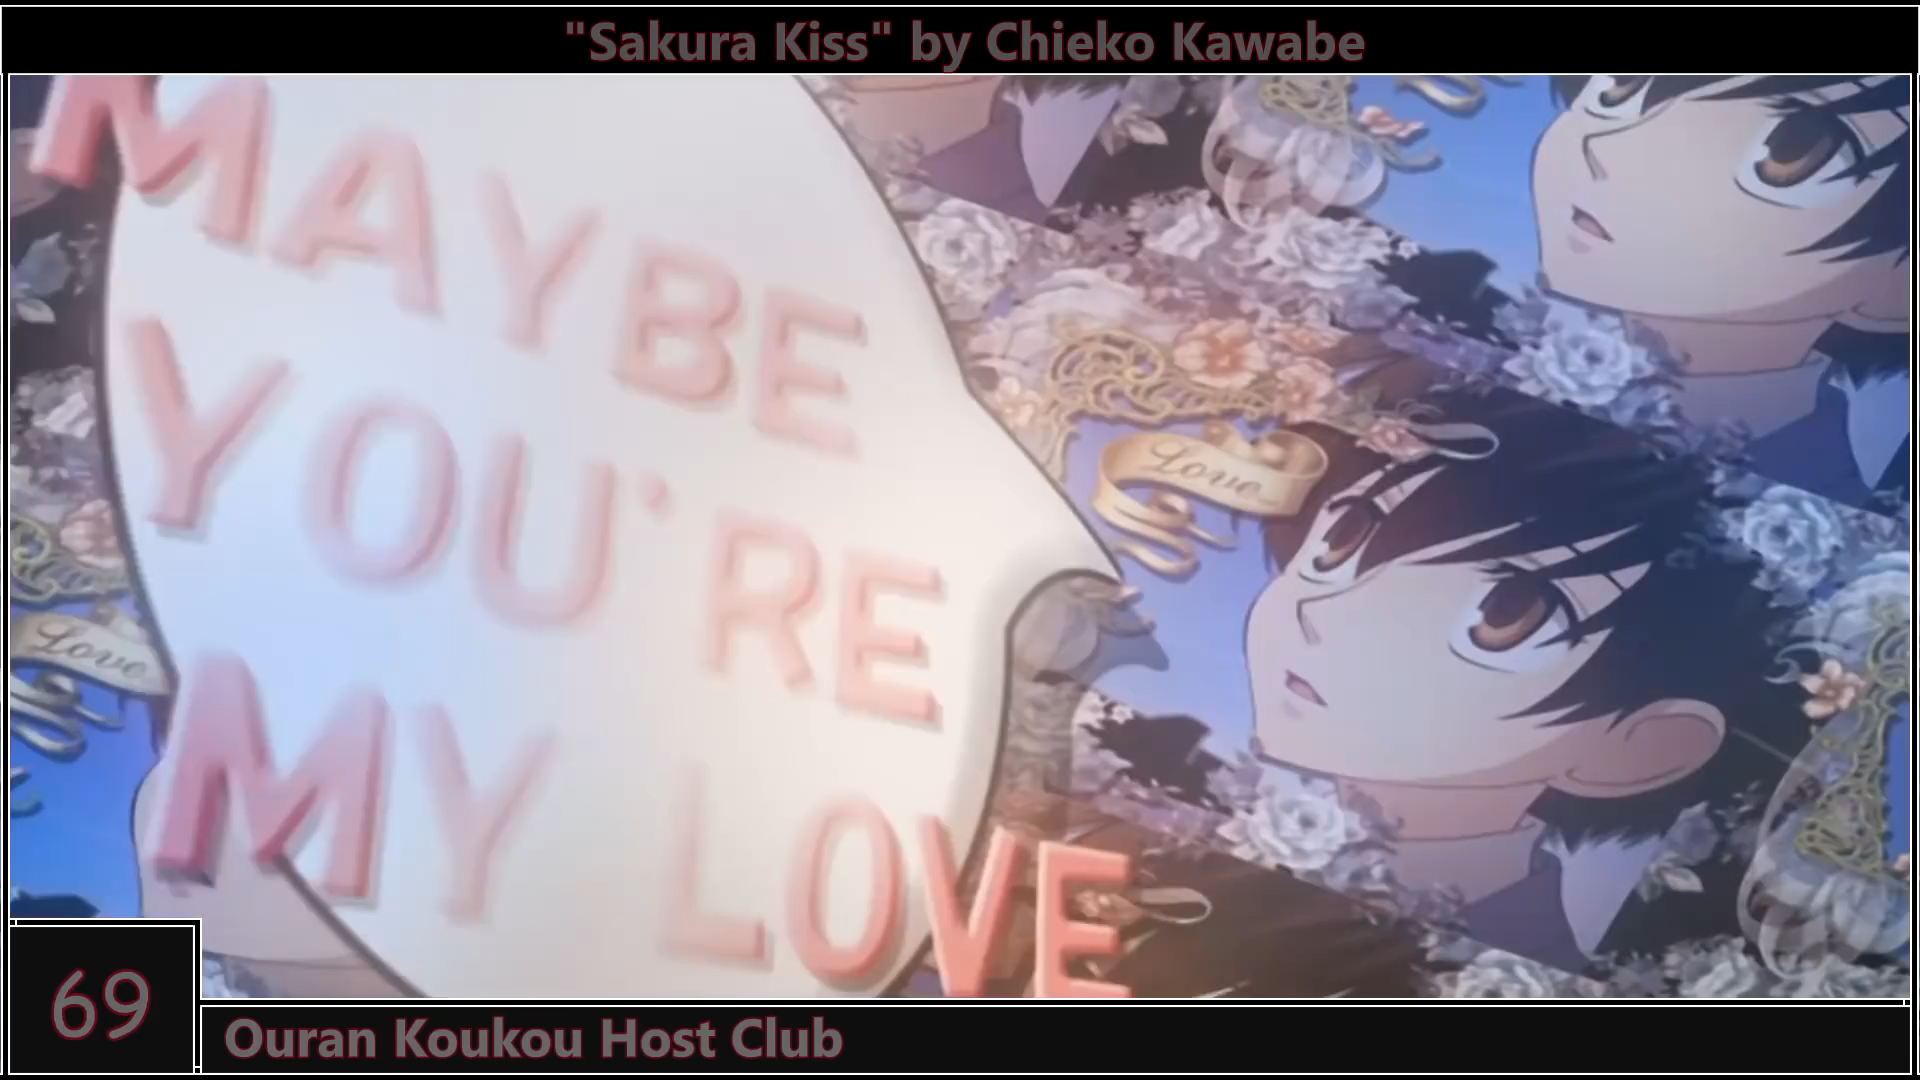 "Sakura Kiss" by Chieko Kawabe
MAYBE
YOU'RE
MY LOVE
Love
Love
69
Ouran Koukou Host Club